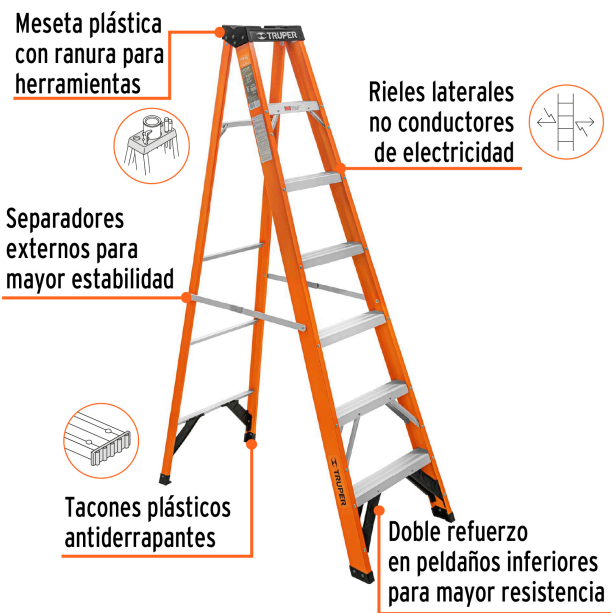 Meseta plástica
con ranura para
herramientas
TRUPER
Rieles laterales
no conductores
de electricidad
Separadores
externos para
mayor estabilidad
Tacones plásticos
antiderrapantes
TRUPER
Doble refuerzo
en peldaños inferiores
para mayor resistencia